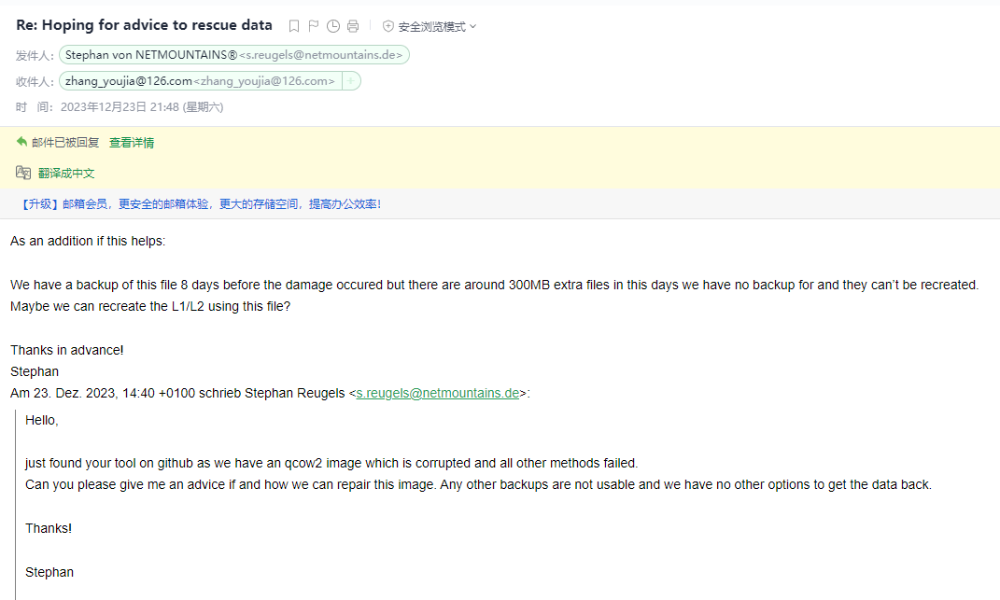 Re: Hoping for advice to rescue data 安全浏览模式
发件人： Stephan von NETMOUNTAINS®<s.reugels@netmountains.de>
收件人： zhang_youjia@126.com<zhang_youjia@126.com> +
时 间： 2023年12月23日 21:48 (星期六)
邮件已被回复 查看详情
翻译成中文
【升级】邮箱会员，更安全的邮箱体验，更大的存储空间，提高办公效率！
As an addition if this helps:
We have a backup of this file 8 days before the damage occured but there are around 300MB extra files in this days we have no backup for and they can’t be recreated.
Maybe we can recreate the L1/L2 using this file?
Thanks in advance!
Stephan
Am 23. Dez. 2023, 14:40 +0100 schrieb Stephan Reugels <s.reugels@netmountains.de>:
Hello,
just found your tool on github as we have an qcow2 image which is corrupted and all other methods failed.
Can you please give me an advice if and how we can repair this image. Any other backups are not usable and we have no other options to get the data back.
Thanks!
Stephan